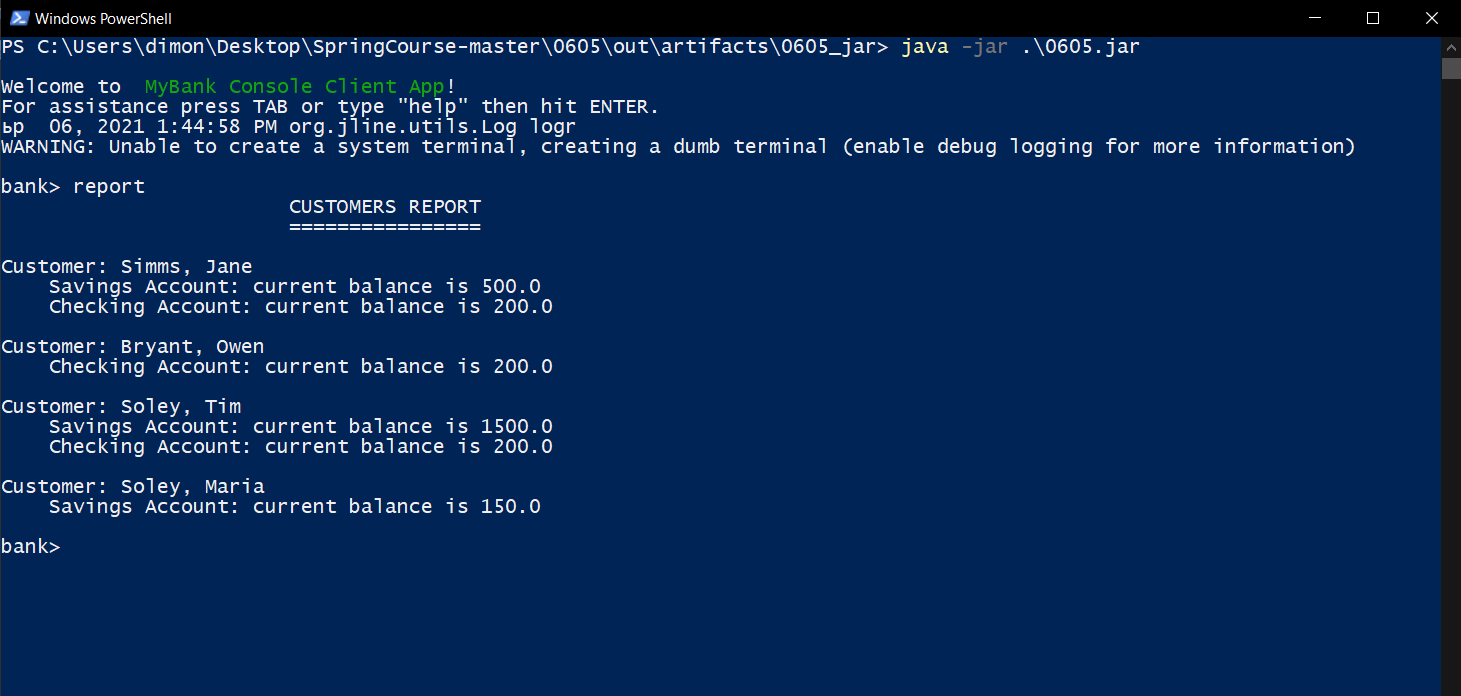 Windows PowerShell
PS C:\Users\dimon\Desktop\SpringCourse-master\0605\out\artifacts\0605_jar> java -jar .\0605.jar
Welcome to  MyBank Console Client App!
For assistance press TAB or type "help" then hit ENTER.
ьр  06, 2021 1:44:58 PM org.jline.utils.Log logr
WARNING: Unable to create a system terminal, creating a dumb terminal (enable debug logging for more information)
bank> report
CUSTOMERS REPORT
================
Customer: Simms, Jane
Savings Account: current balance is 500.0
Checking Account: current balance is 200.0
Customer: Bryant, Owen
Checking Account: current balance is 200.0
Customer: Soley, Tim
Savings Account: current balance is 1500.0
Checking Account: current balance is 200.0
Customer: Soley, Maria
Savings Account: current balance is 150.0
bank>